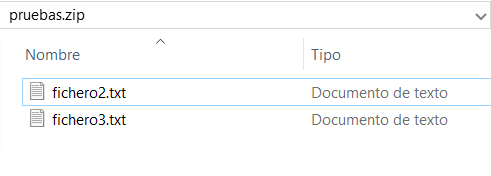 pruebas.zip
Nombre Tipo
fichero2.txt Documento de texto
fichero3.txt Documento de texto